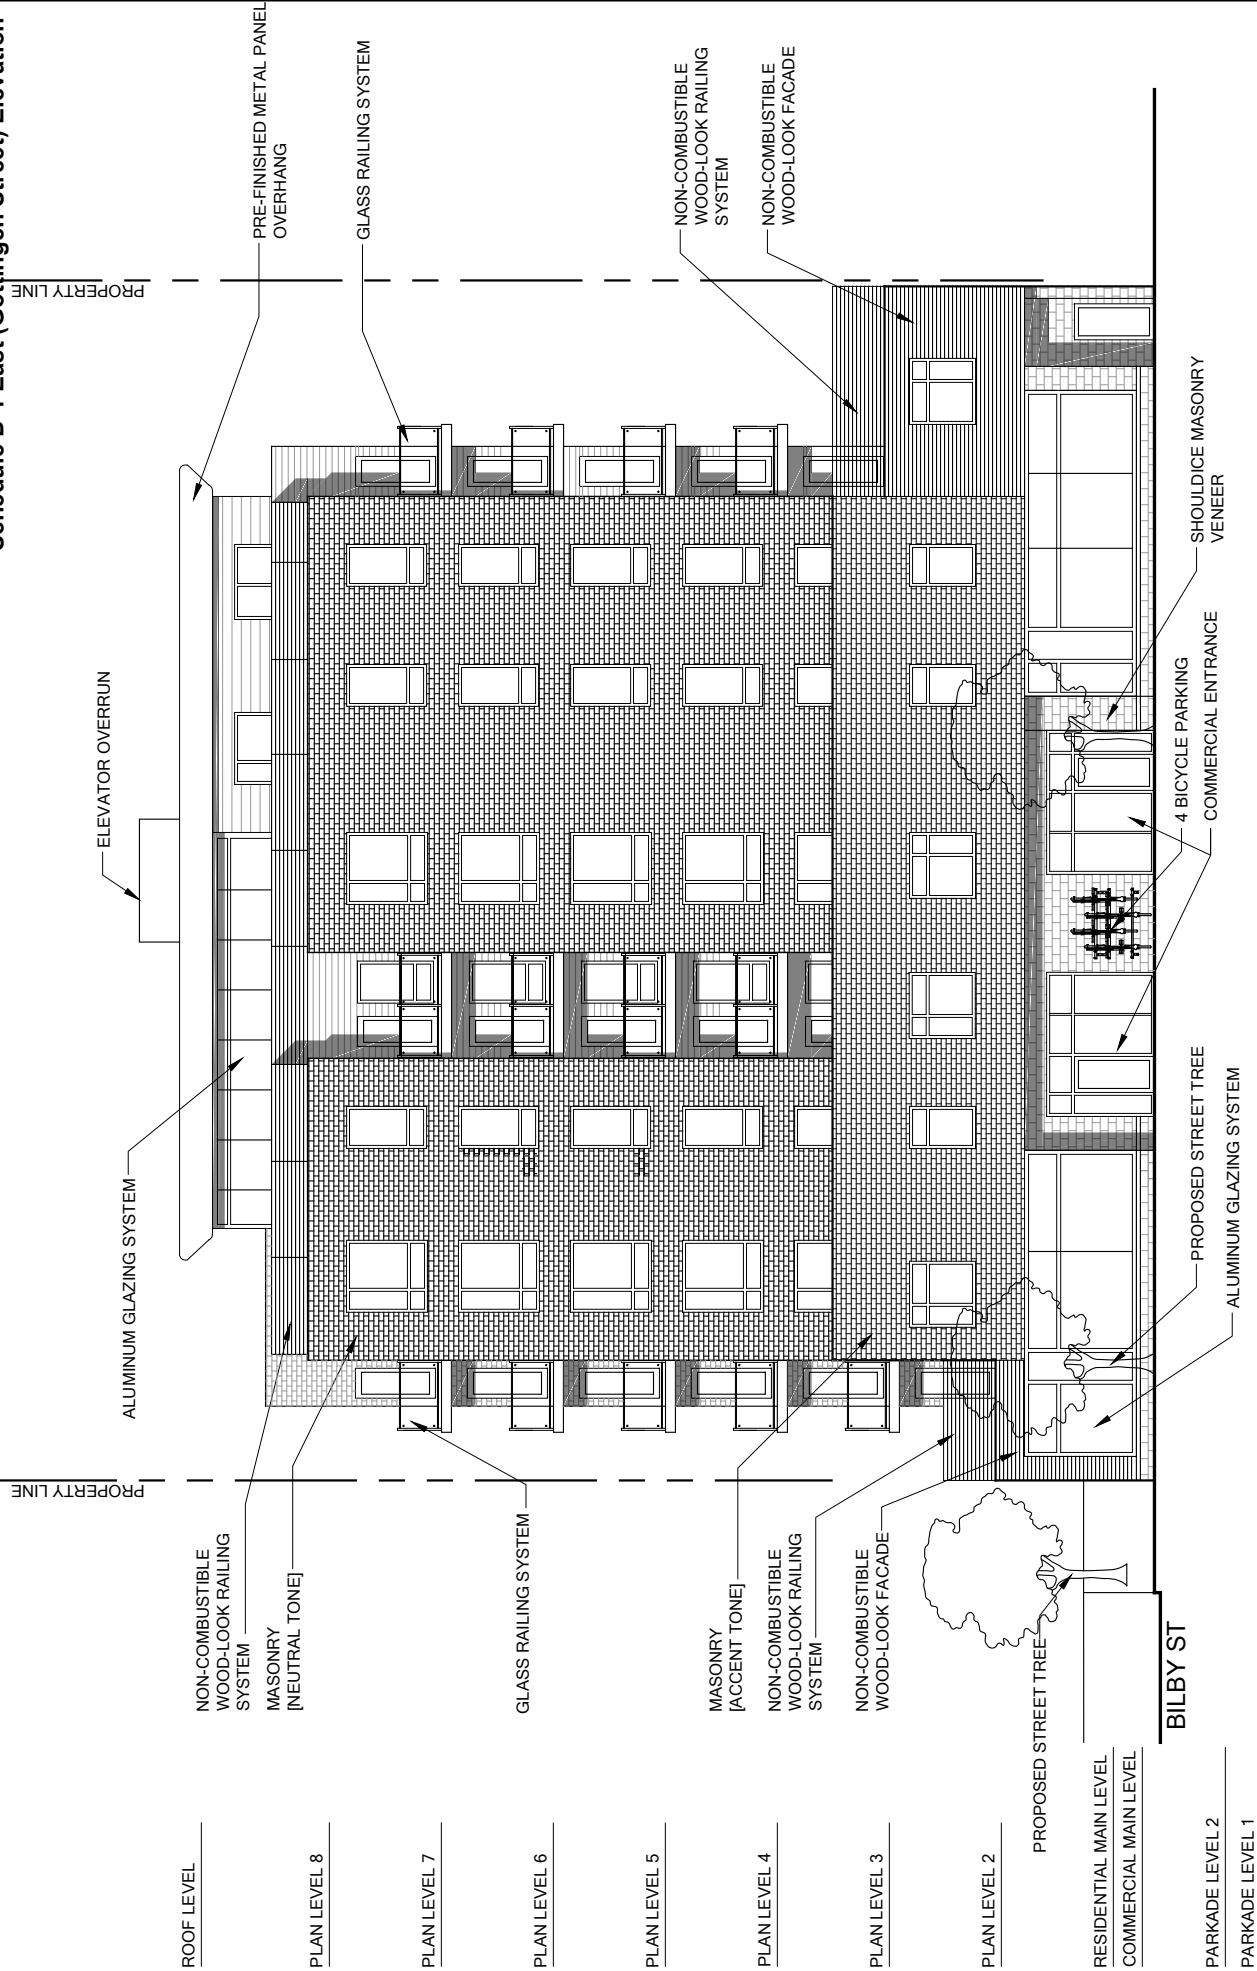 East (Gottingen Street) Elevation
PROPERTY LINE
PROPERTY LINE
ELEVATOR OVERRUN
ALUMINUM GLAZING SYSTEM
PRE-FINISHED METAL PANEL
OVERHANG
GLASS RAILING SYSTEM
NON-COMBUSTIBLE
WOOD-LOOK RAILING
SYSTEM
NON-COMBUSTIBLE
WOOD-LOOK FACADE
NON-COMBUSTIBLE
WOOD-LOOK RAILING
SYSTEM
MASONRY
[NEUTRAL TONE]
GLASS RAILING SYSTEM
MASONRY
[ACCENT TONE]
NON-COMBUSTIBLE
WOOD-LOOK RAILING
SYSTEM
NON-COMBUSTIBLE
WOOD-LOOK FACADE
PROPOSED STREET TREE
BILBY ST
PROPOSED STREET TREE
ALUMINUM GLAZING SYSTEM
4 BICYCLE PARKING
COMMERCIAL ENTRANCE
SHOULDICE MASONRY
VENEER
ROOF LEVEL
PLAN LEVEL 8
PLAN LEVEL 7
PLAN LEVEL 6
PLAN LEVEL 5
PLAN LEVEL 4
PLAN LEVEL 3
PLAN LEVEL 2
RESIDENTIAL MAIN LEVEL
COMMERCIAL MAIN LEVEL
PARKADE LEVEL 2
PARKADE LEVEL 1